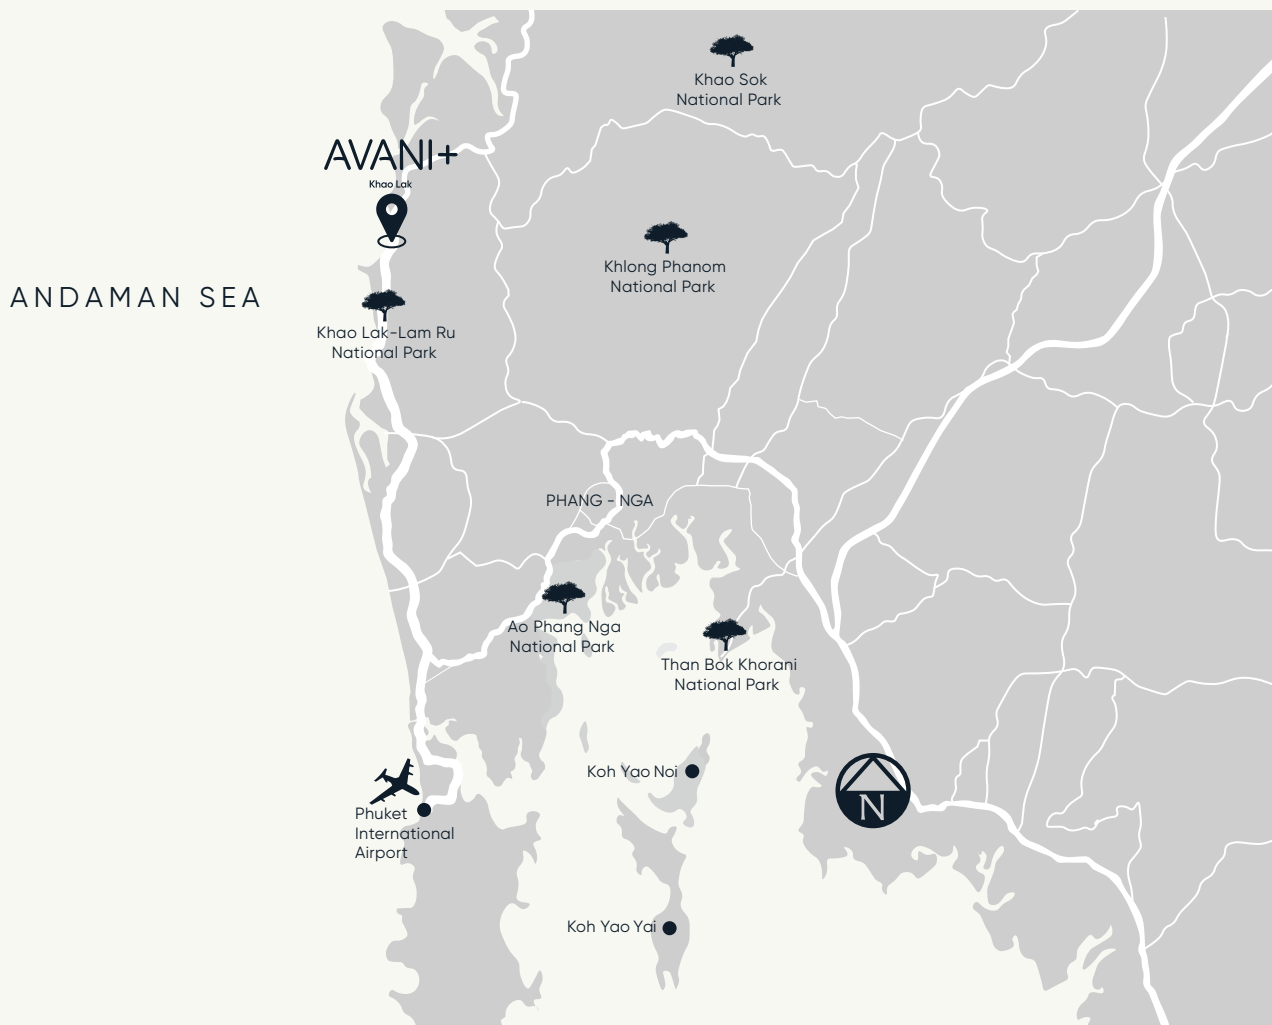 Khao Sok
National Park
AVANI+
Khao Lak
Khlong Phanom
National Park
ANDAMAN SEA
Khao Lak-Lam Ru
National Park
PHANG - NGA
Ao Phang Nga
National Park
Than Bok Khorani
National Park
Koh Yao Noi
N
Phuket
International
Airport
Koh Yao Yai